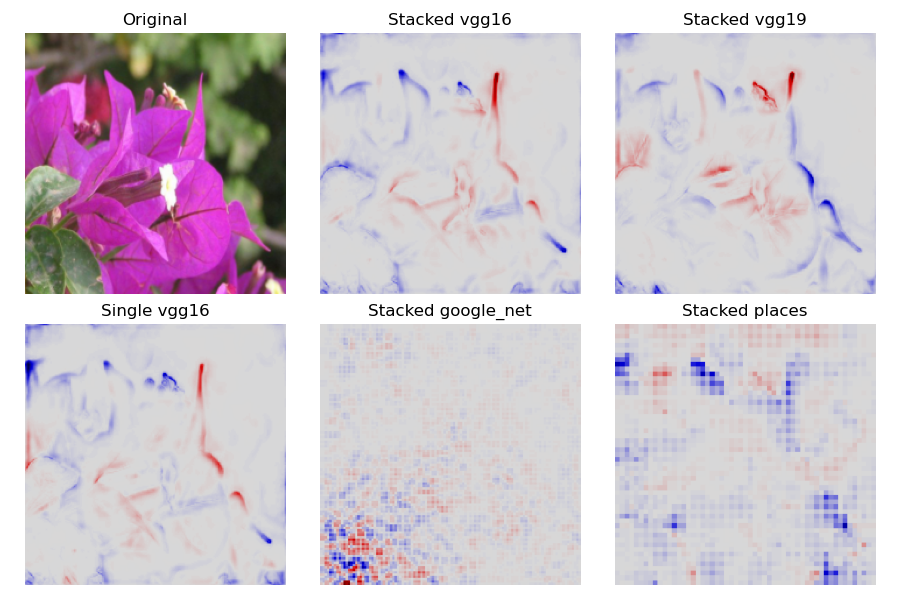 Original
Stacked vgg16
Stacked vgg19
Single vgg16
Stacked google_net
Stacked places